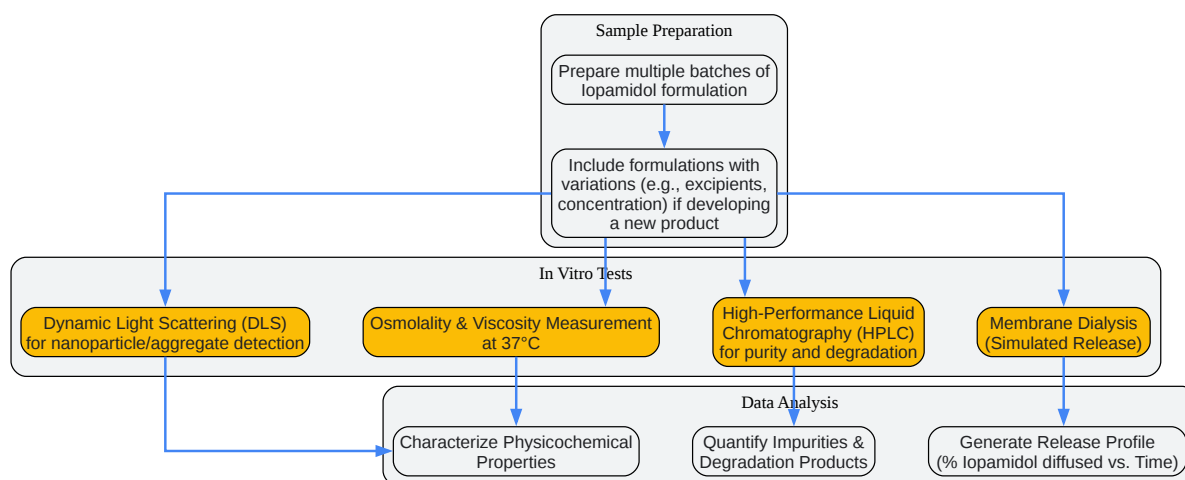 Sample Preparation
Prepare multiple batches of
Iopamidol formulation
Include formulations with
variations (e.g., excipients,
concentration) if developing
a new product
In Vitro Tests
Dynamic Light Scattering (DLS)
for nanoparticle/aggregate detection
Osmolality & Viscosity Measurement
at 37°C
High-Performance Liquid
Chromatography (HPLC)
for purity and degradation
Membrane Dialysis
(Simulated Release)
Data Analysis
Characterize Physicochemical
Properties
Quantify Impurities &
Degradation Products
Generate Release Profile
(% Iopamidol diffused vs. Time)